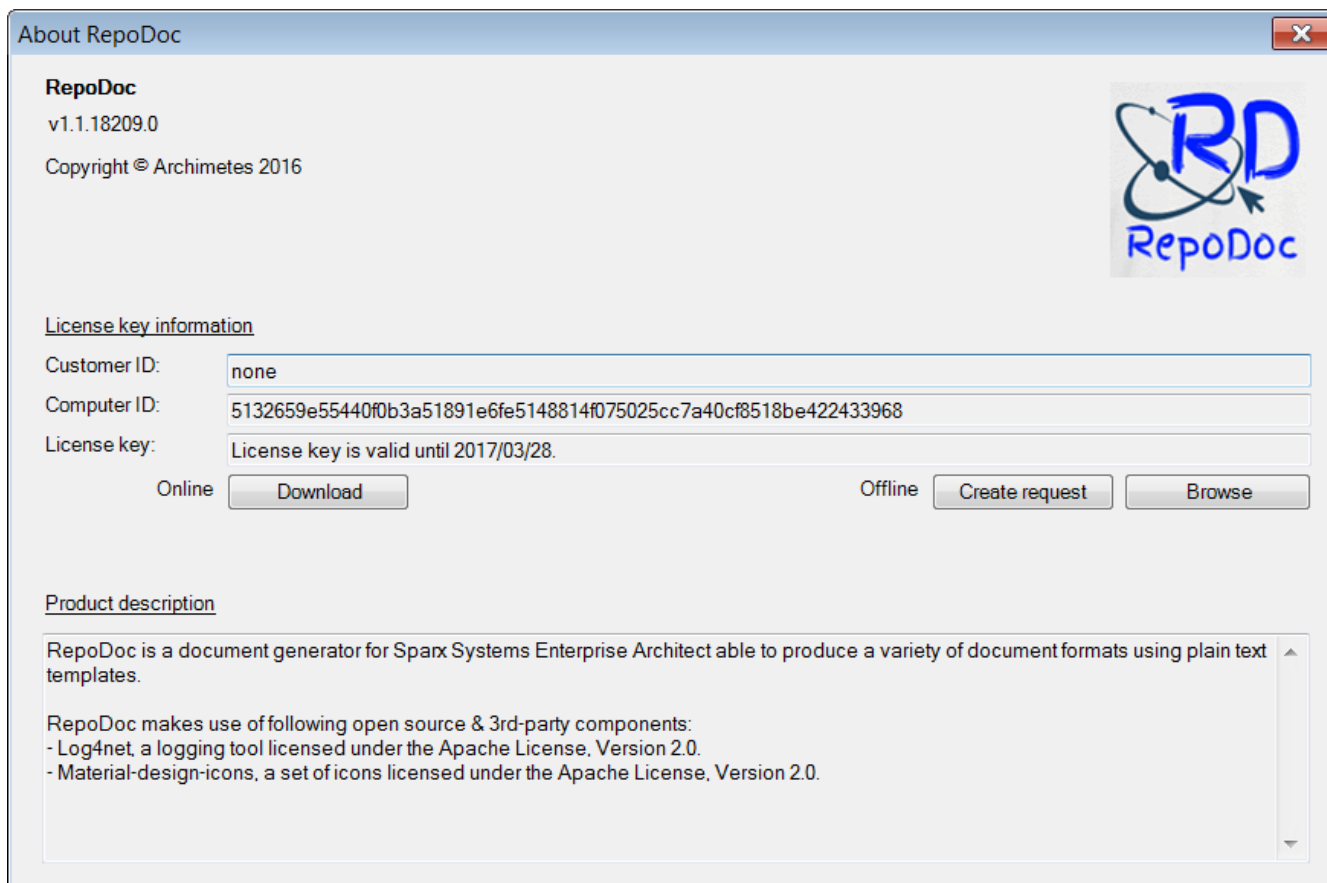 About RepoDoc
RepoDoc
v1.1.18209.0
Copyright © Archimetes 2016
RD
RepoDoc
License key information
Customer ID: none
Computer ID: 5132659e55440f0b3a51891e6fe5148814f075025cc7a40cf8518be422433968
License key: License key is valid until 2017/03/28.
Online Download Offline Create request Browse
Product description
RepoDoc is a document generator for Sparx Systems Enterprise Architect able to produce a variety of document formats using plain text
templates.
RepoDoc makes use of following open source & 3rd-party components:
- Log4net, a logging tool licensed under the Apache License, Version 2.0.
- Material-design-icons, a set of icons licensed under the Apache License, Version 2.0.